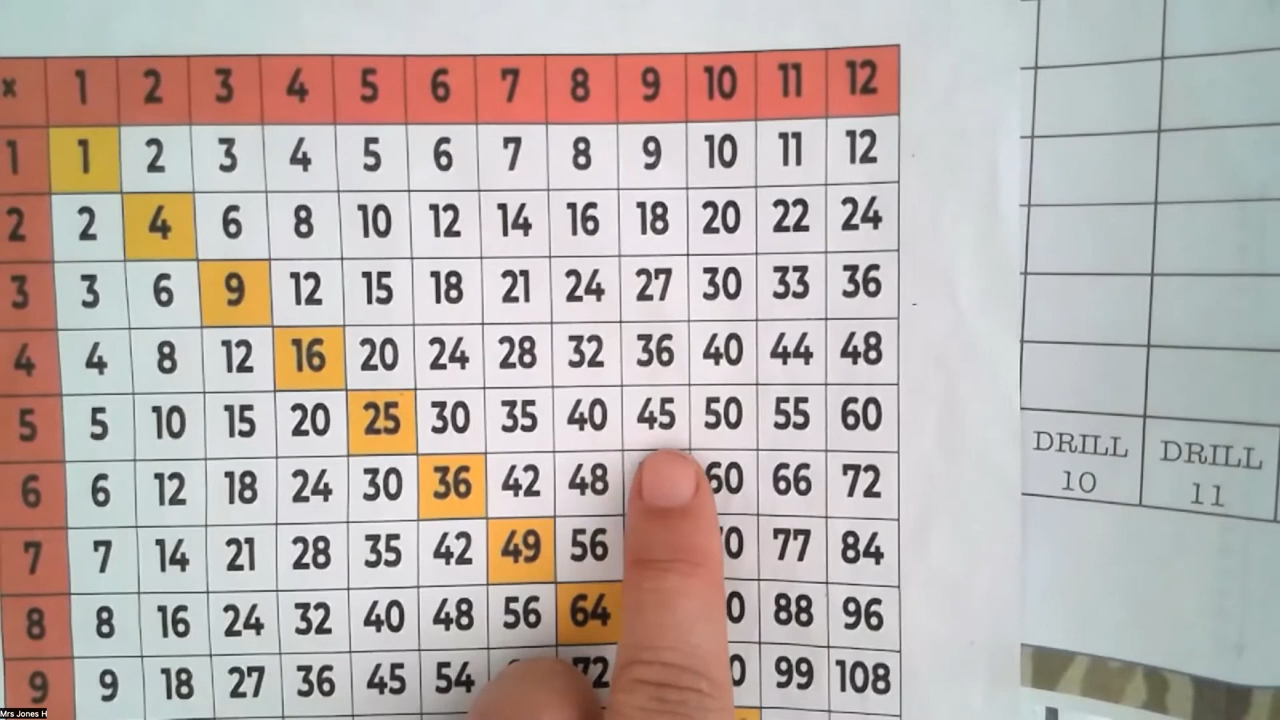 x 1 2 3 4 5 6 7 8 9 10 11 12
1 1 2 3 4 5 6 7 8 9 10 11 12
2 2 4 6 8 10 12 14 16 18 20 22 24
3 3 6 9 12 15 18 21 24 27 30 33 36
4 4 8 12 16 20 24 28 32 36 40 44 48
5 5 10 15 20 25 30 35 40 45 50 55 60
6 6 12 18 24 30 36 42 48 60 66 72
7 7 14 21 28 35 42 49 56 77 84
8 8 16 24 32 40 48 56 64 88 96
9 9 18 27 36 45 54 72 99 108
DRILL
10
DRILL
11
Mrs Jones H